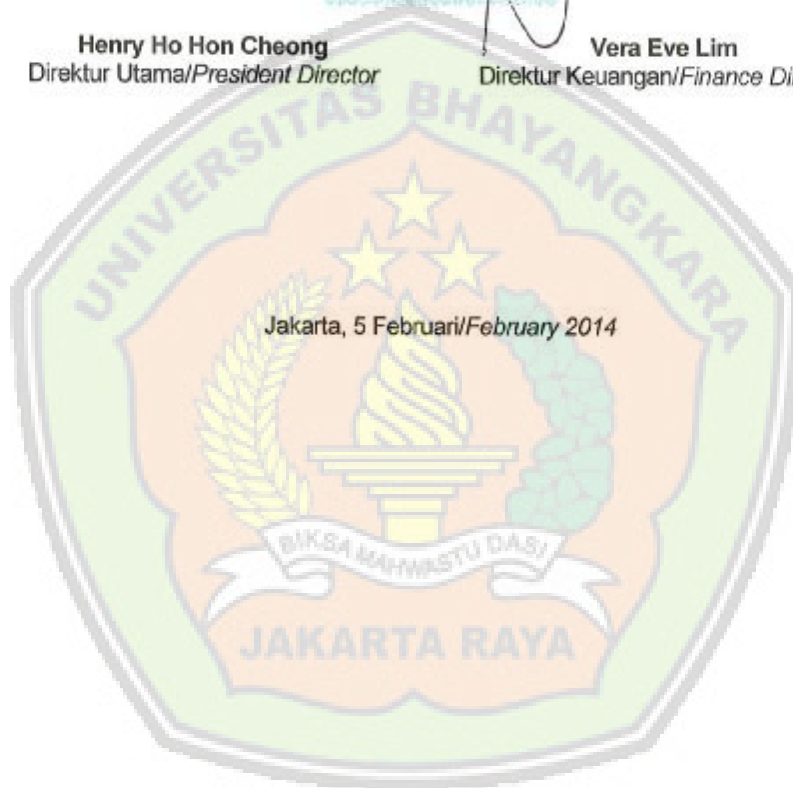 Henry Ho Hon Cheong
Vera Eve Lim
Direktur Utama/President Director
Direktur Keuangan/Finance Di
UNIVERSITAS BHAYANGKARA
Jakarta, 5 Februari/February 2014
BIKSA MAHWASTU DASI
JAKARTA RAYA